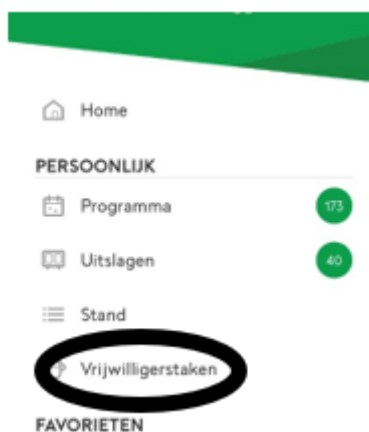 Home
PERSOONLIJK
Programma 173
Uitslagen 40
Stand
Vrijwilligerstaken
FAVORIETEN